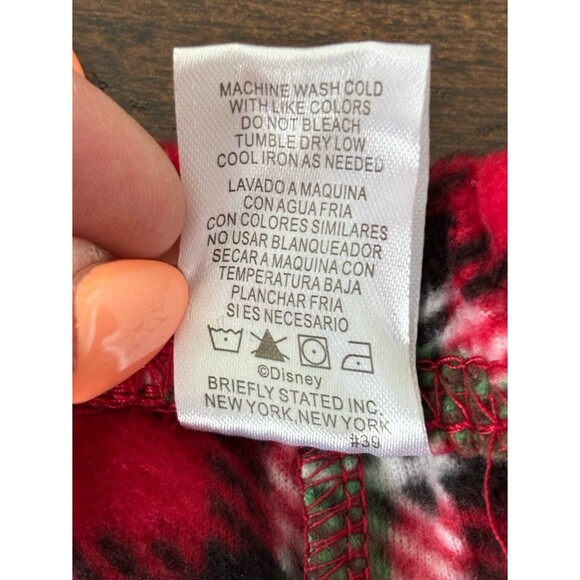 MACHINE WASH COLD
WITH LIKE COLORS
DO NOT BLEACH
TUMBLE DRY LOW
COOL IRON AS NEEDED
LAVADO A MAQUINA
CON AGUA FRIA
CON COLORES SIMILARES
NO USAR BLANQUEADOR
SECAR A MAQUINA CON
TEMPERATURA BAJA
PLANCHAR FRIA
SI ES NECESARIO
©Disney
BRIEFLY STATED INC.
NEW YORK, NEW YORK
#39